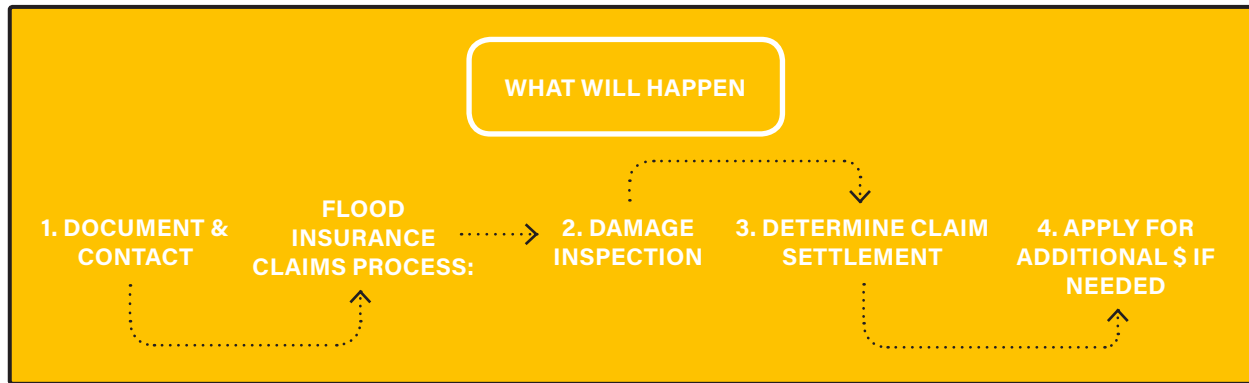 WHAT WILL HAPPEN
1. DOCUMENT &
CONTACT
FLOOD
INSURANCE
CLAIMS PROCESS:
2. DAMAGE
INSPECTION
3. DETERMINE CLAIM
SETTLEMENT
4. APPLY FOR
ADDITIONAL $ IF
NEEDED